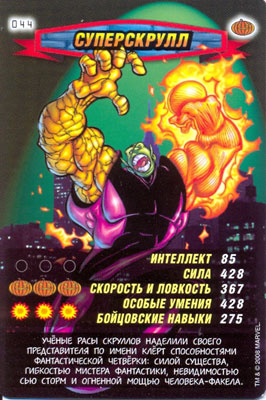 044
СУПЕРСКРУЛЛ
ИНТЕЛЛЕКТ 85
СИЛА 428
СКОРОСТЬ И ЛОВКОСТЬ 367
ОСОБЫЕ УМЕНИЯ 428
БОЙЦОВСКИЕ НАВЫКИ 275
УЧЁНЫЕ РАСЫ СКРУЛЛОВ НАДЕЛИЛИ СВОЕГО
ПРЕДСТАВИТЕЛЯ ПО ИМЕНИ КЛЁРТ СПОСОБНОСТЯМИ
ФАНТАСТИЧЕСКОЙ ЧЕТВЁРКИ: СИЛОЙ СУЩЕСТВА,
ГИБКОСТЬЮ МИСТЕРА ФАНТАСТИКИ, НЕВИДИМОСТЬЮ
СЬЮ СТОРМ И ОГНЕННОЙ МОЩЬЮ ЧЕЛОВЕКА-ФАКЕЛА.
TM & © 2008 MARVEL